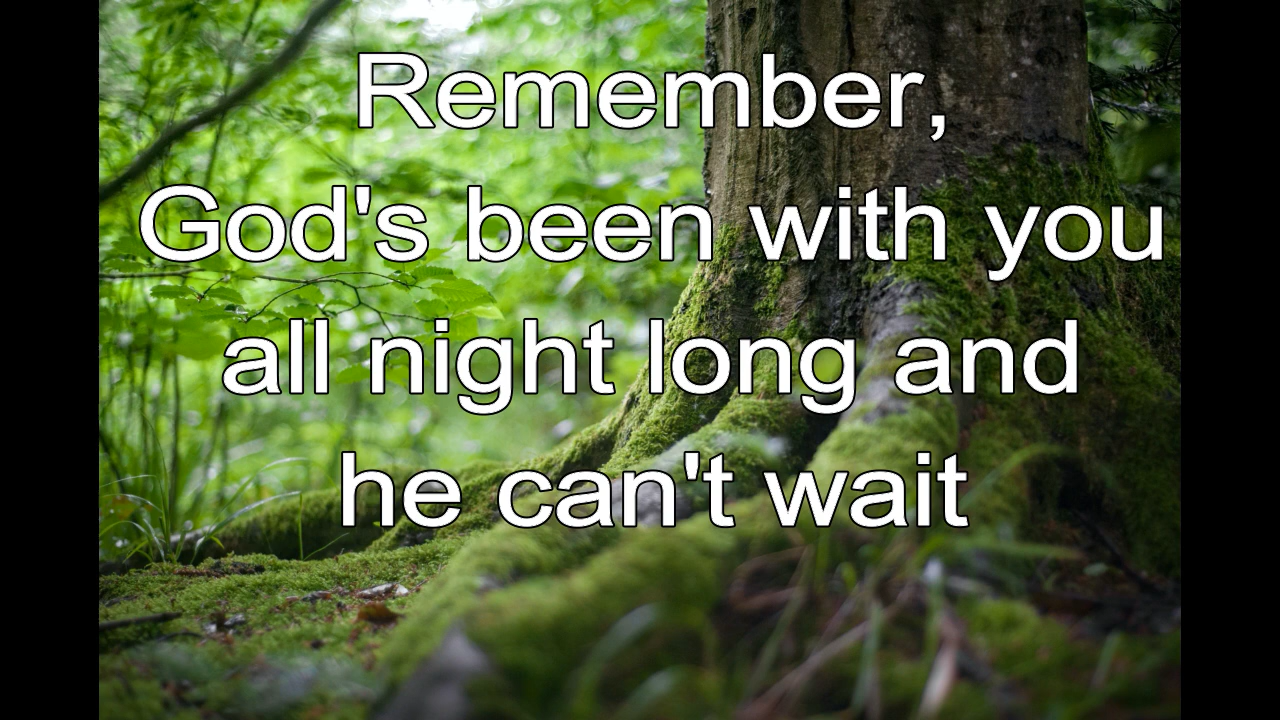 Remember,
God's been with you
all night long and
he can't wait